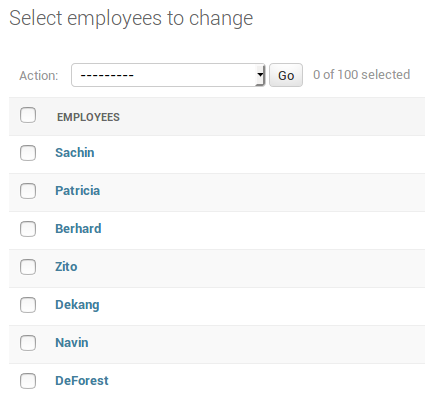 Select employees to change
Action: --------- Go 0 of 100 selected
EMPLOYEES
Sachin
Patricia
Berhard
Zito
Dekang
Navin
DeForest